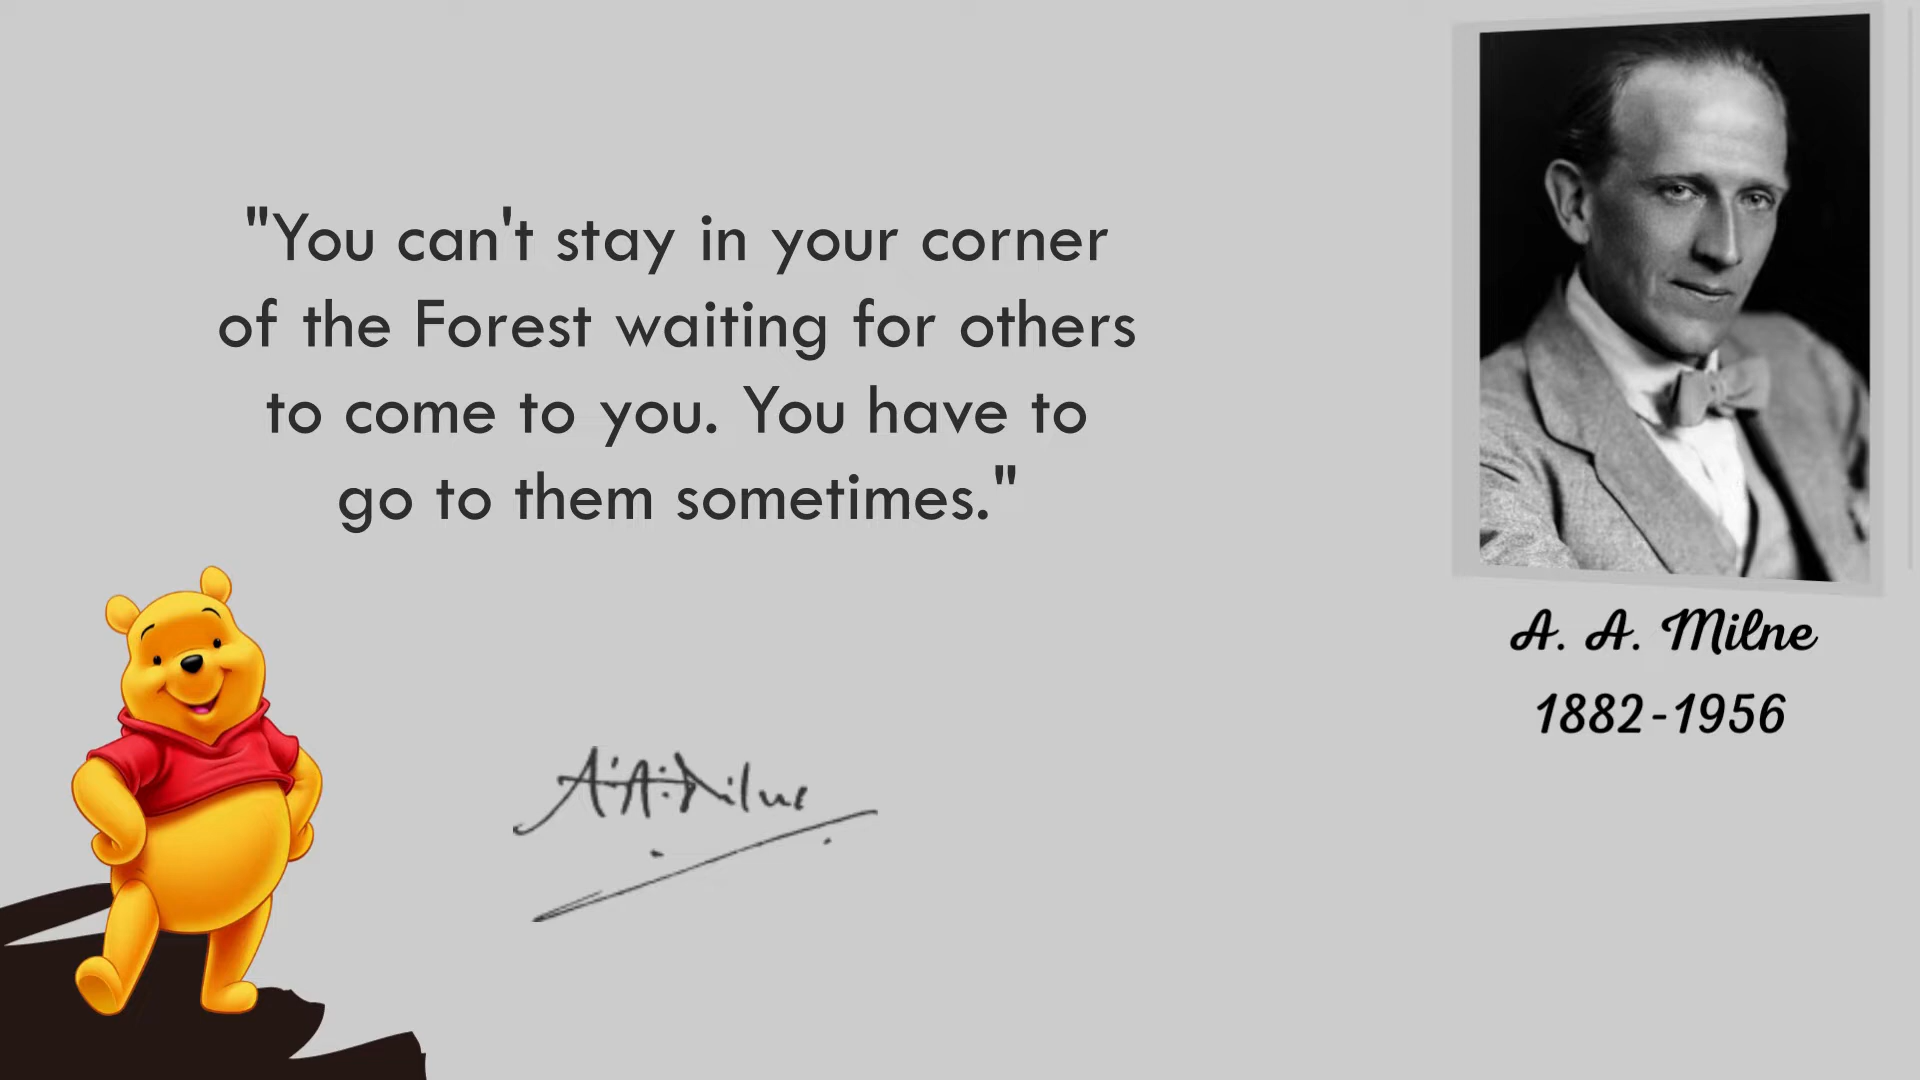 "You can't stay in your corner
of the Forest waiting for others
to come to you. You have to
go to them sometimes."
A. A. Milne
1882-1956
A.A. Milne